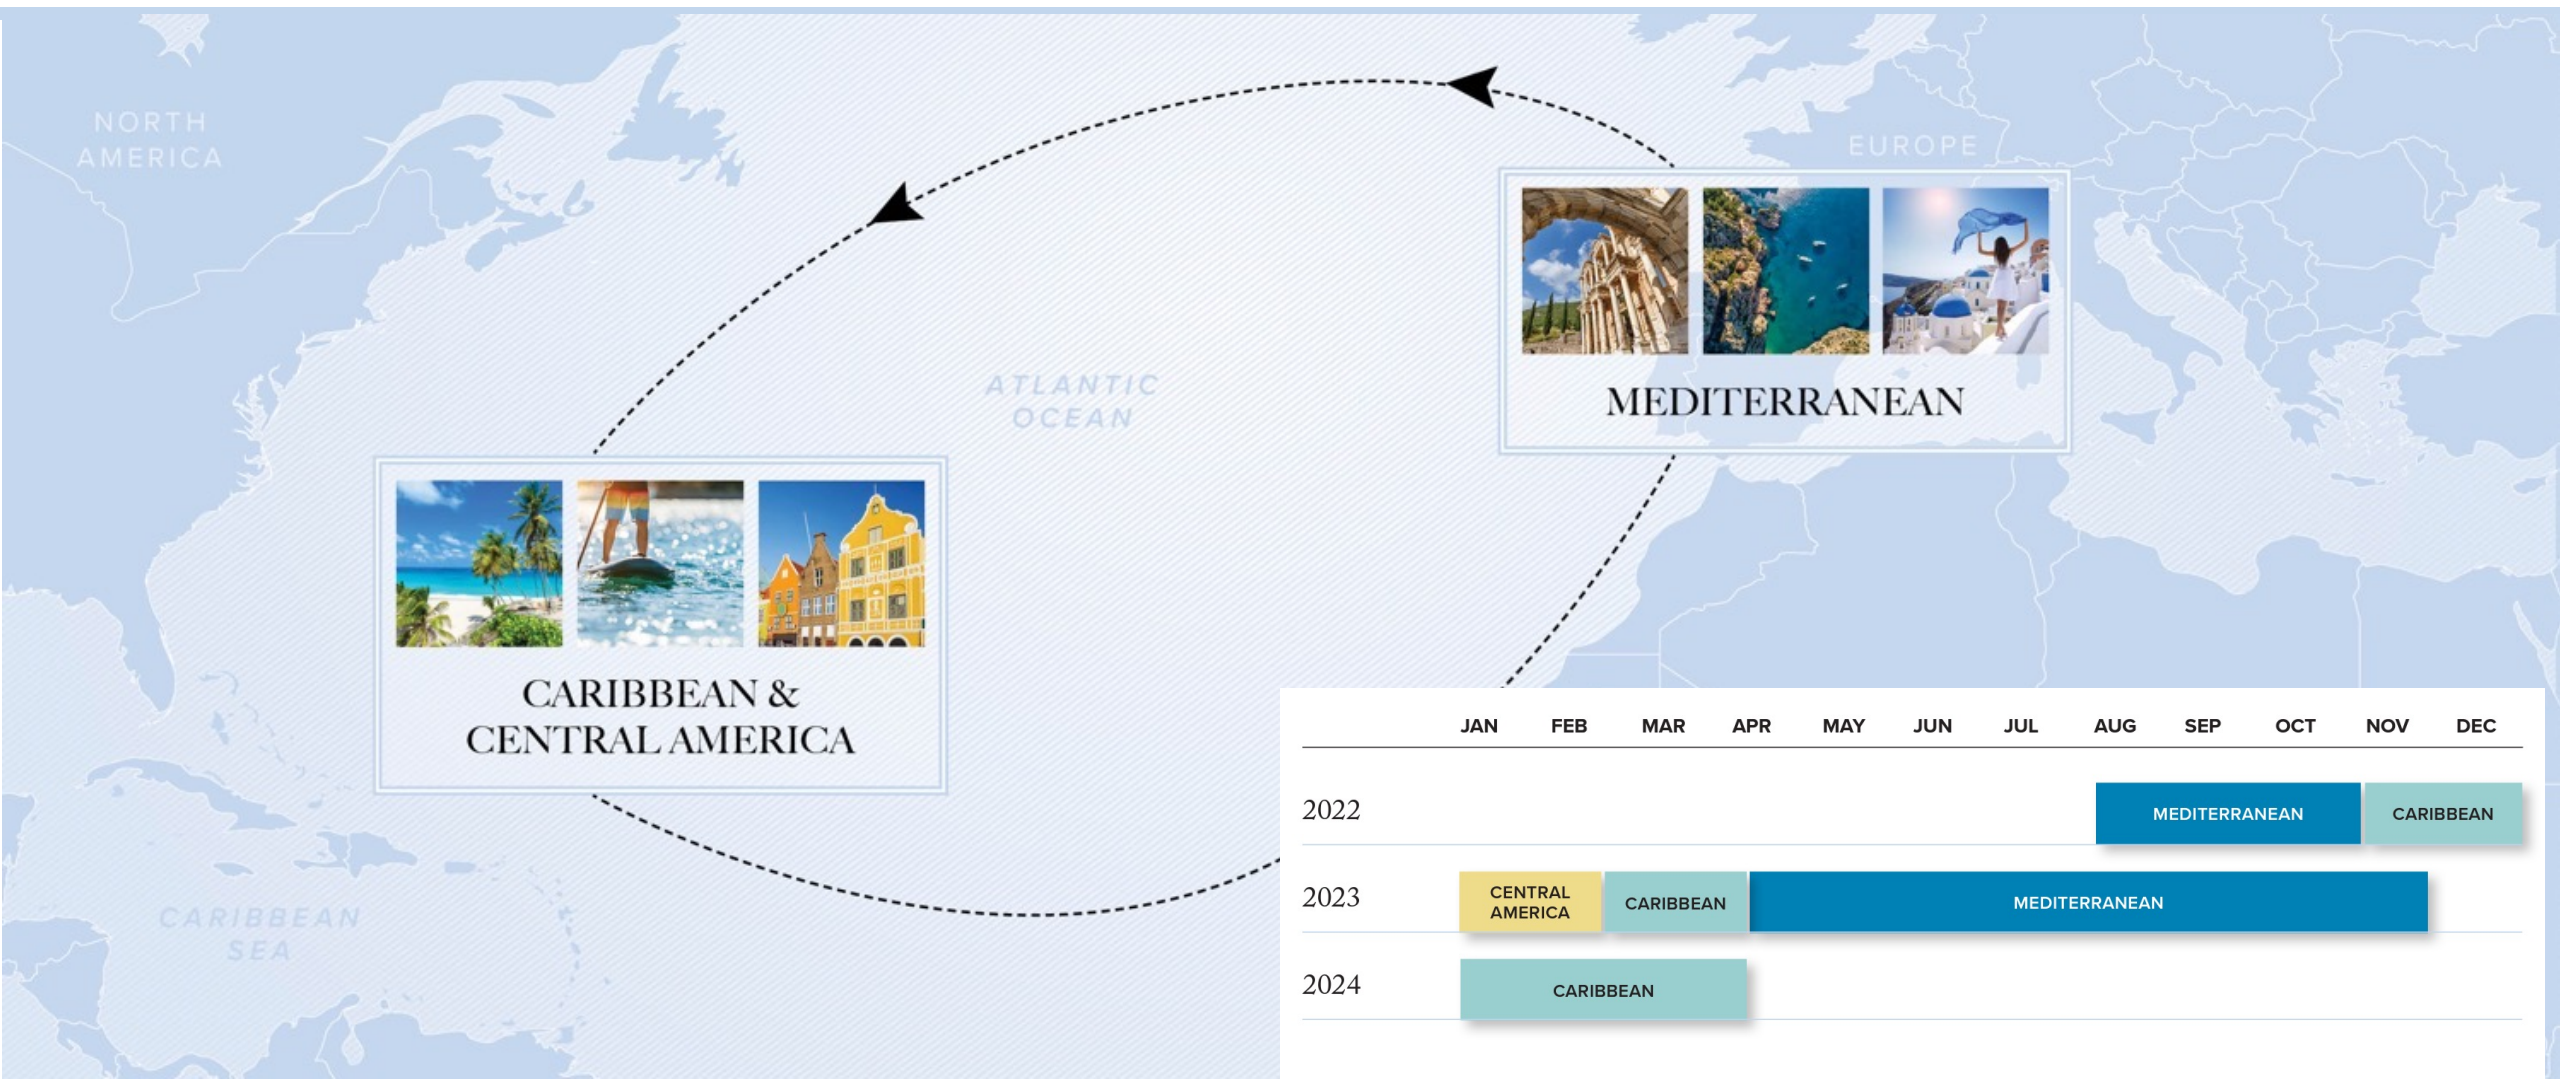 NORTH
AMERICA
EUROPE
ATLANTIC
OCEAN
MEDITERRANEAN
CARIBBEAN &
CENTRAL AMERICA
CARIBBEAN
SEA
JAN FEB MAR APR MAY JUN JUL AUG SEP OCT NOV DEC
2022 MEDITERRANEAN CARIBBEAN
2023 CENTRAL AMERICA CARIBBEAN MEDITERRANEAN
2024 CARIBBEAN